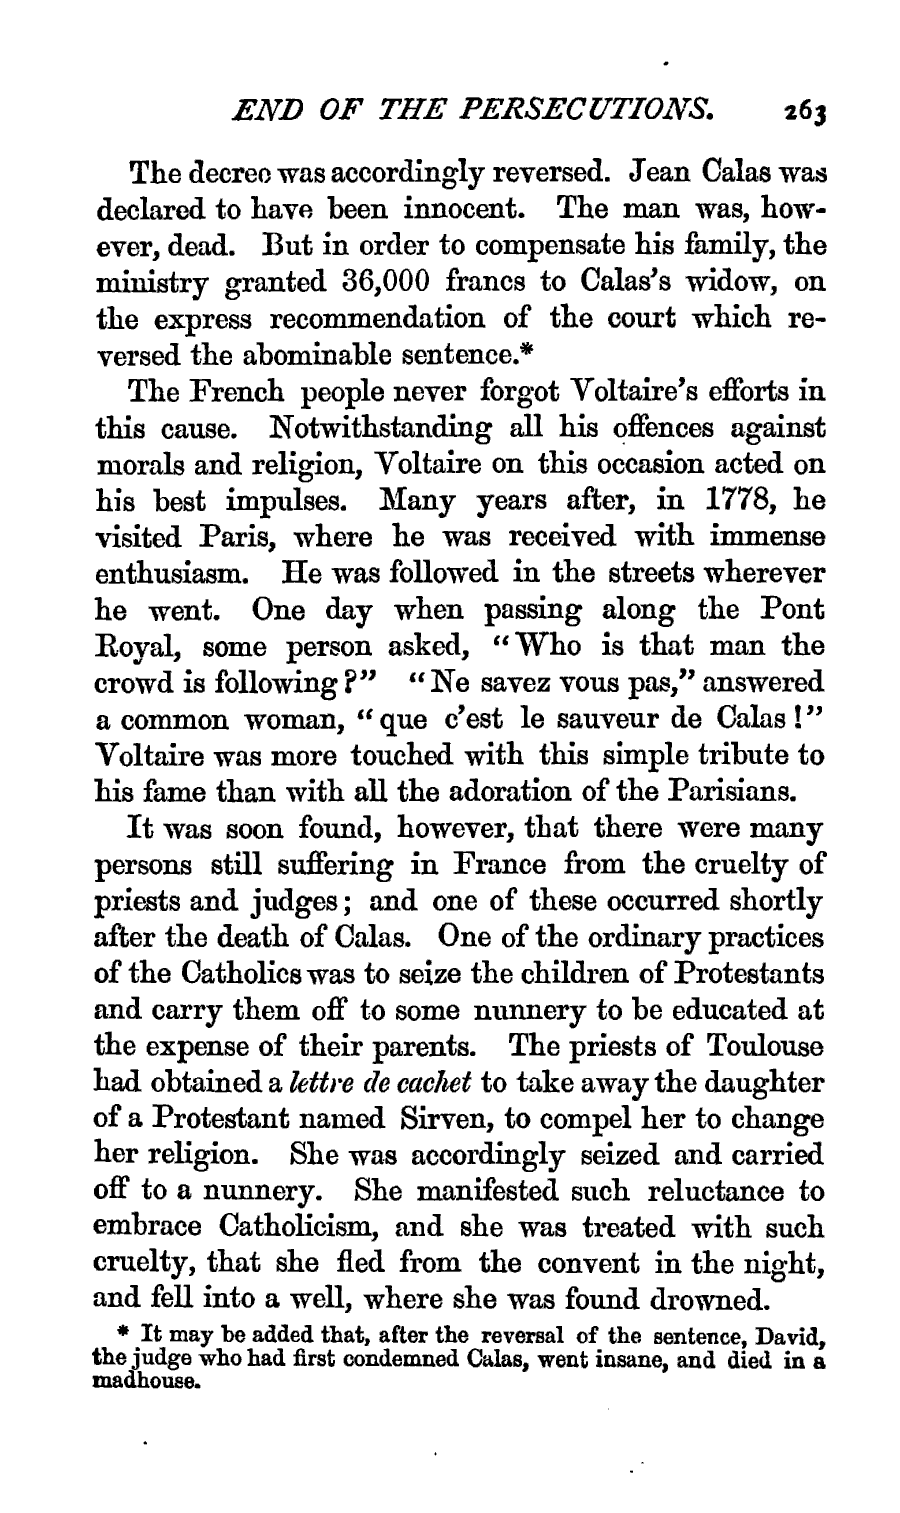 END OF THE PERSECUTIONS. 263
The decree was accordingly reversed. Jean Calas was
declared to have been innocent. The man was, how-
ever, dead. But in order to compensate his family, the
ministry granted 36,000 francs to Calas's widow, on
the express recommendation of the court which re-
versed the abominable sentence.*
The French people never forgot Voltaire's efforts in
this cause. Notwithstanding all his offences against
morals and religion, Voltaire on this occasion acted on
his best impulses. Many years after, in 1778, he
visited Paris, where he was received with immense
enthusiasm. He was followed in the streets wherever
he went. One day when passing along the Pont
Royal, some person asked, "Who is that man the
crowd is following?" "Ne savez vous pas," answered
a common woman, "que c'est le sauveur de Calas!"
Voltaire was more touched with this simple tribute to
his fame than with all the adoration of the Parisians.
It was soon found, however, that there were many
persons still suffering in France from the cruelty of
priests and judges; and one of these occurred shortly
after the death of Calas. One of the ordinary practices
of the Catholics was to seize the children of Protestants
and carry them off to some nunnery to be educated at
the expense of their parents. The priests of Toulouse
had obtained a lettre de cachet to take away the daughter
of a Protestant named Sirven, to compel her to change
her religion. She was accordingly seized and carried
off to a nunnery. She manifested such reluctance to
embrace Catholicism, and she was treated with such
cruelty, that she fled from the convent in the night,
and fell into a well, where she was found drowned.
* It may be added that, after the reversal of the sentence, David,
the judge who had first condemned Calas, went insane, and died in a
madhouse.